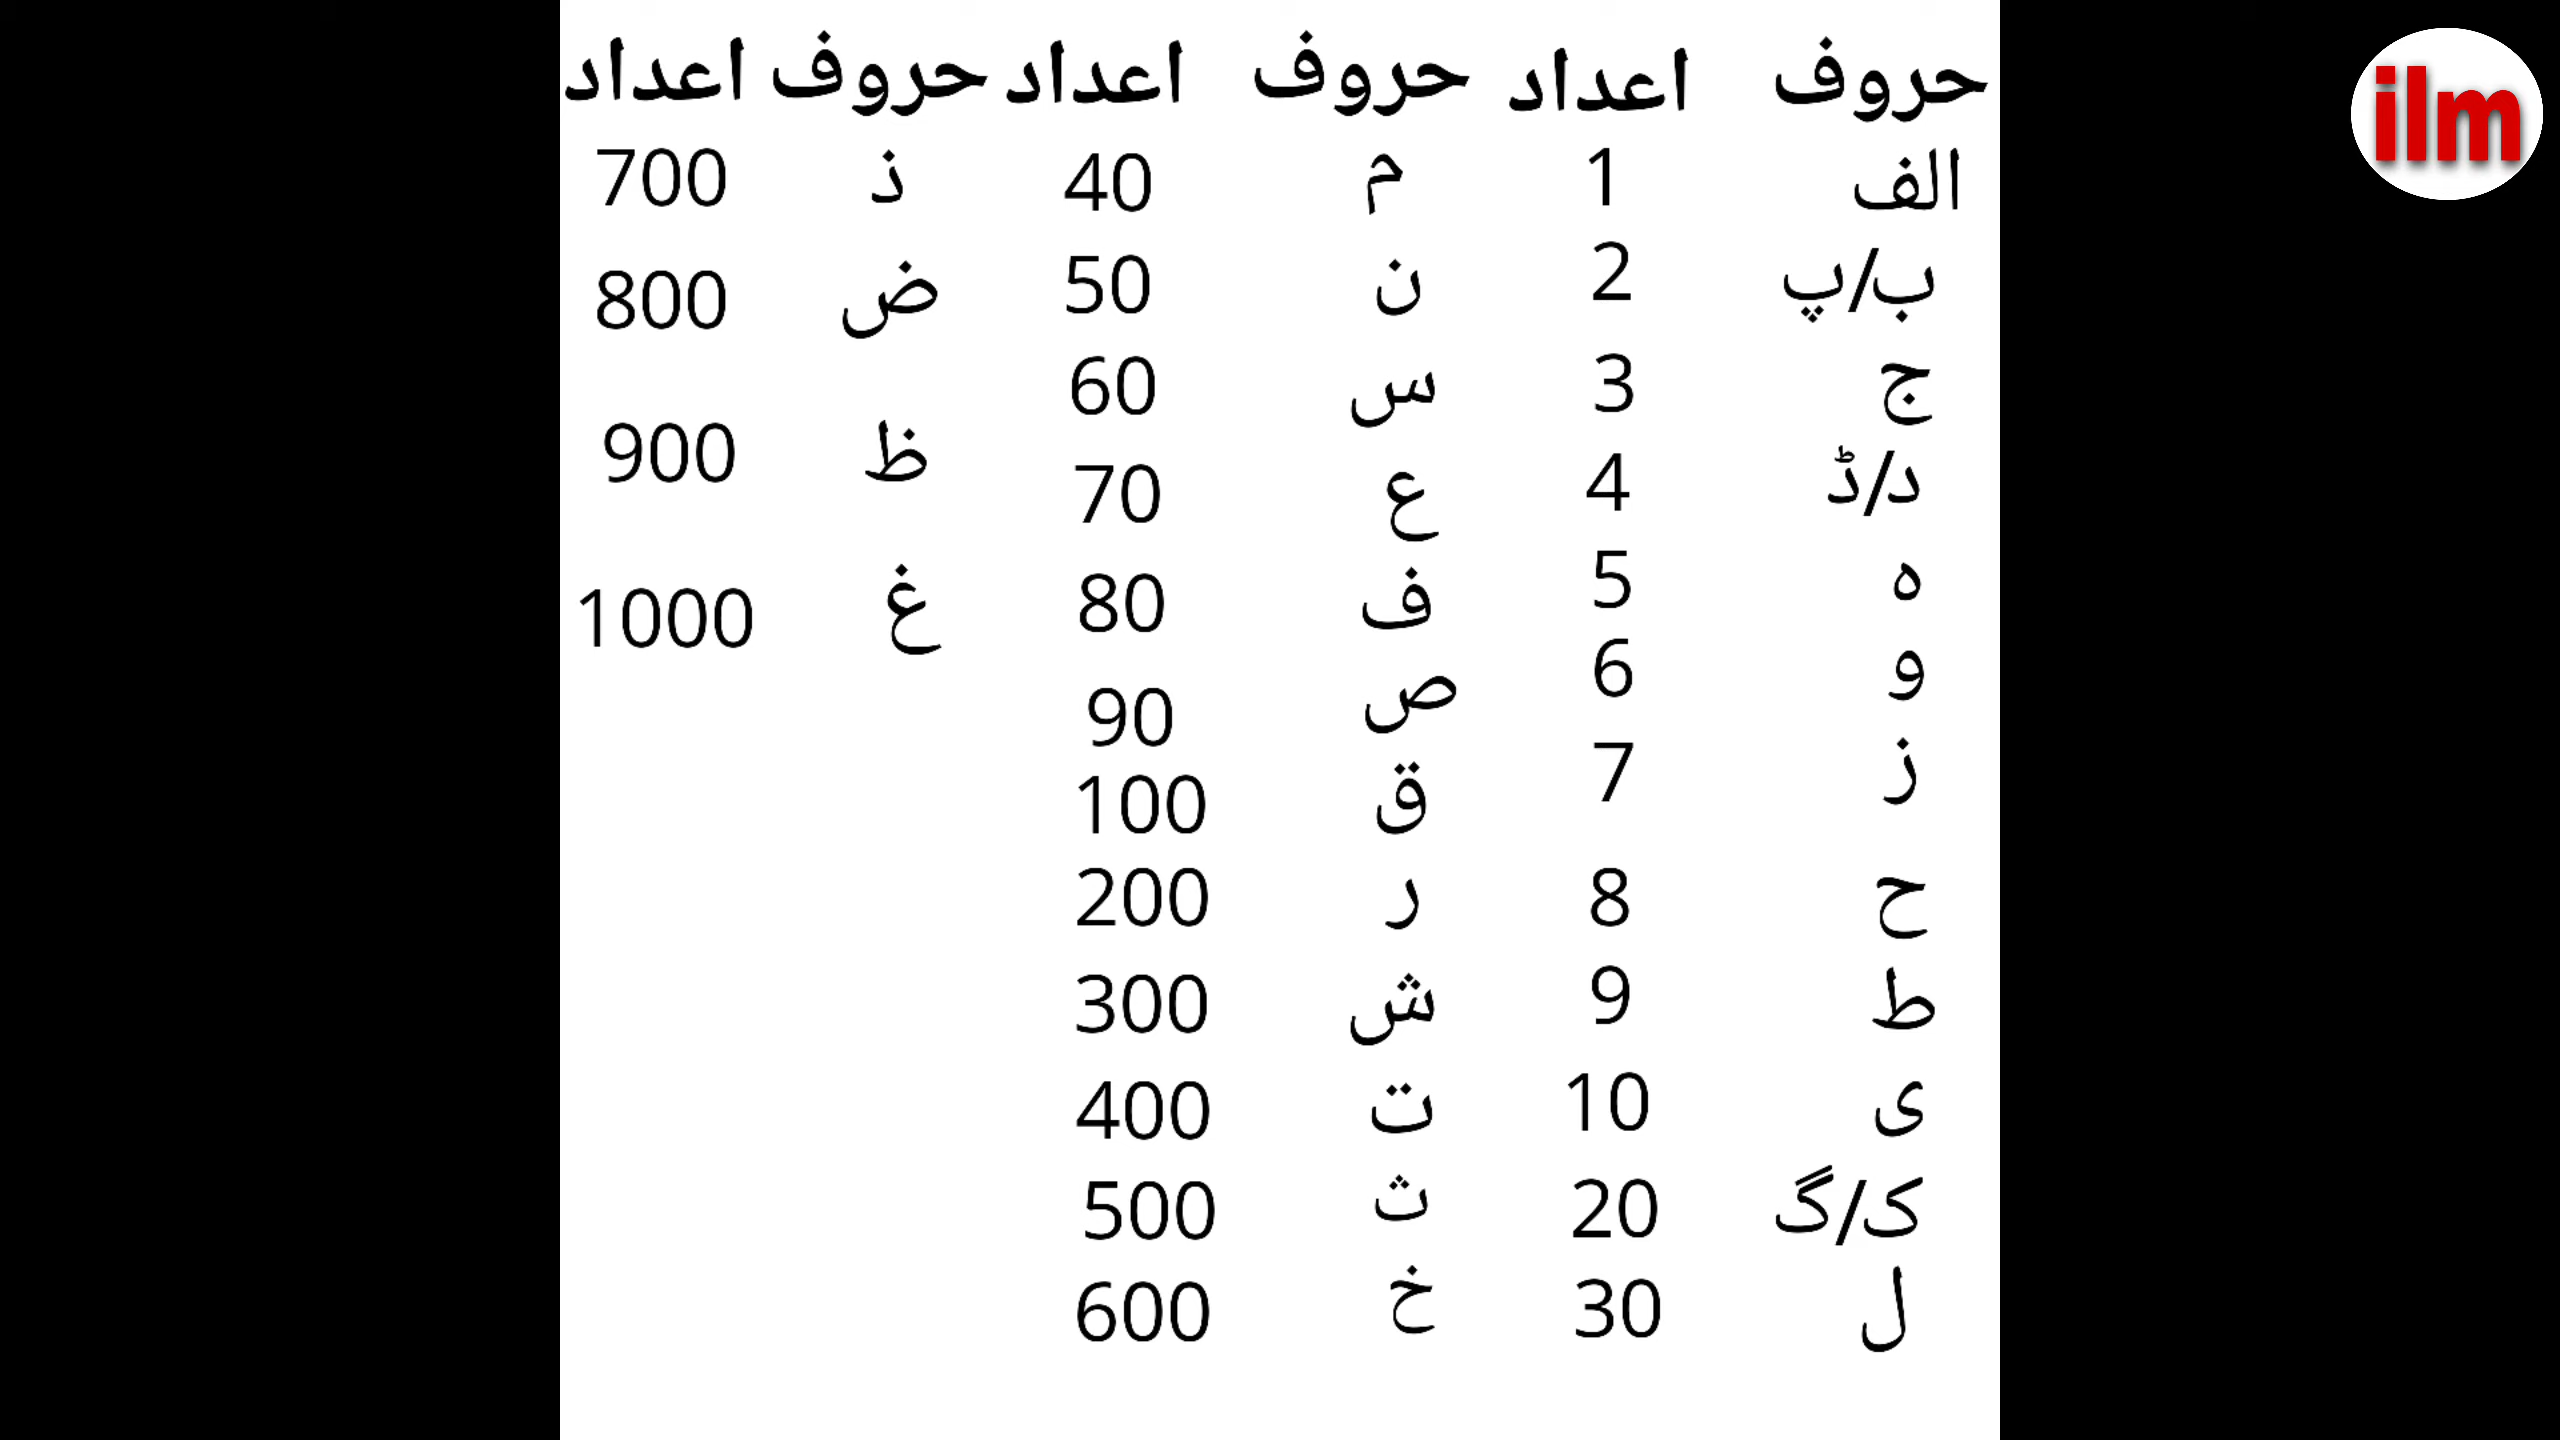 حروف اعداد حروف اعداد حروف اعداد
الف 1 م 40 ذ 700
ب/پ 2 ن 50 ض 800
ج 3 س 60 ظ 900
د/ڈ 4 ع 70 غ 1000
ہ 5 ف 80
و 6 ص 90
ز 7 ق 100
ح 8 ر 200
ط 9 ش 300
ی 10 ت 400
ک/گ 20 ث 500
ل 30 خ 600
ilm